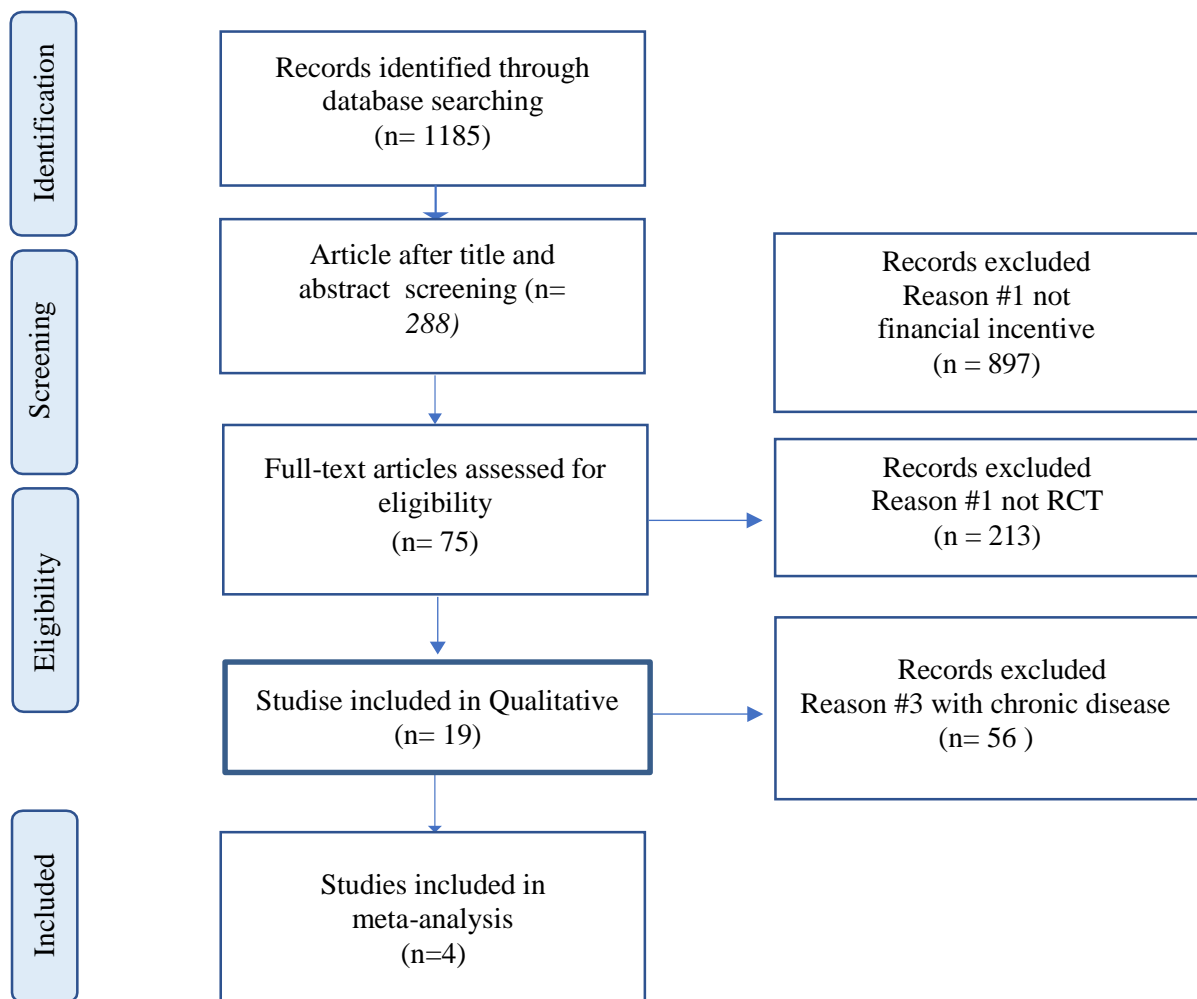 Identification
Records identified through
database searching
(n= 1185)
Screening
Article after title and
abstract  screening (n=
288)
Records excluded
Reason #1 not
financial incentive
(n = 897)
Eligibility
Full-text articles assessed for
eligibility
(n= 75)
Records excluded
Reason #1 not RCT
(n = 213)
Studise included in Qualitative
(n= 19)
Records excluded
Reason #3 with chronic disease
(n= 56 )
Included
Studies included in
meta-analysis
(n=4)